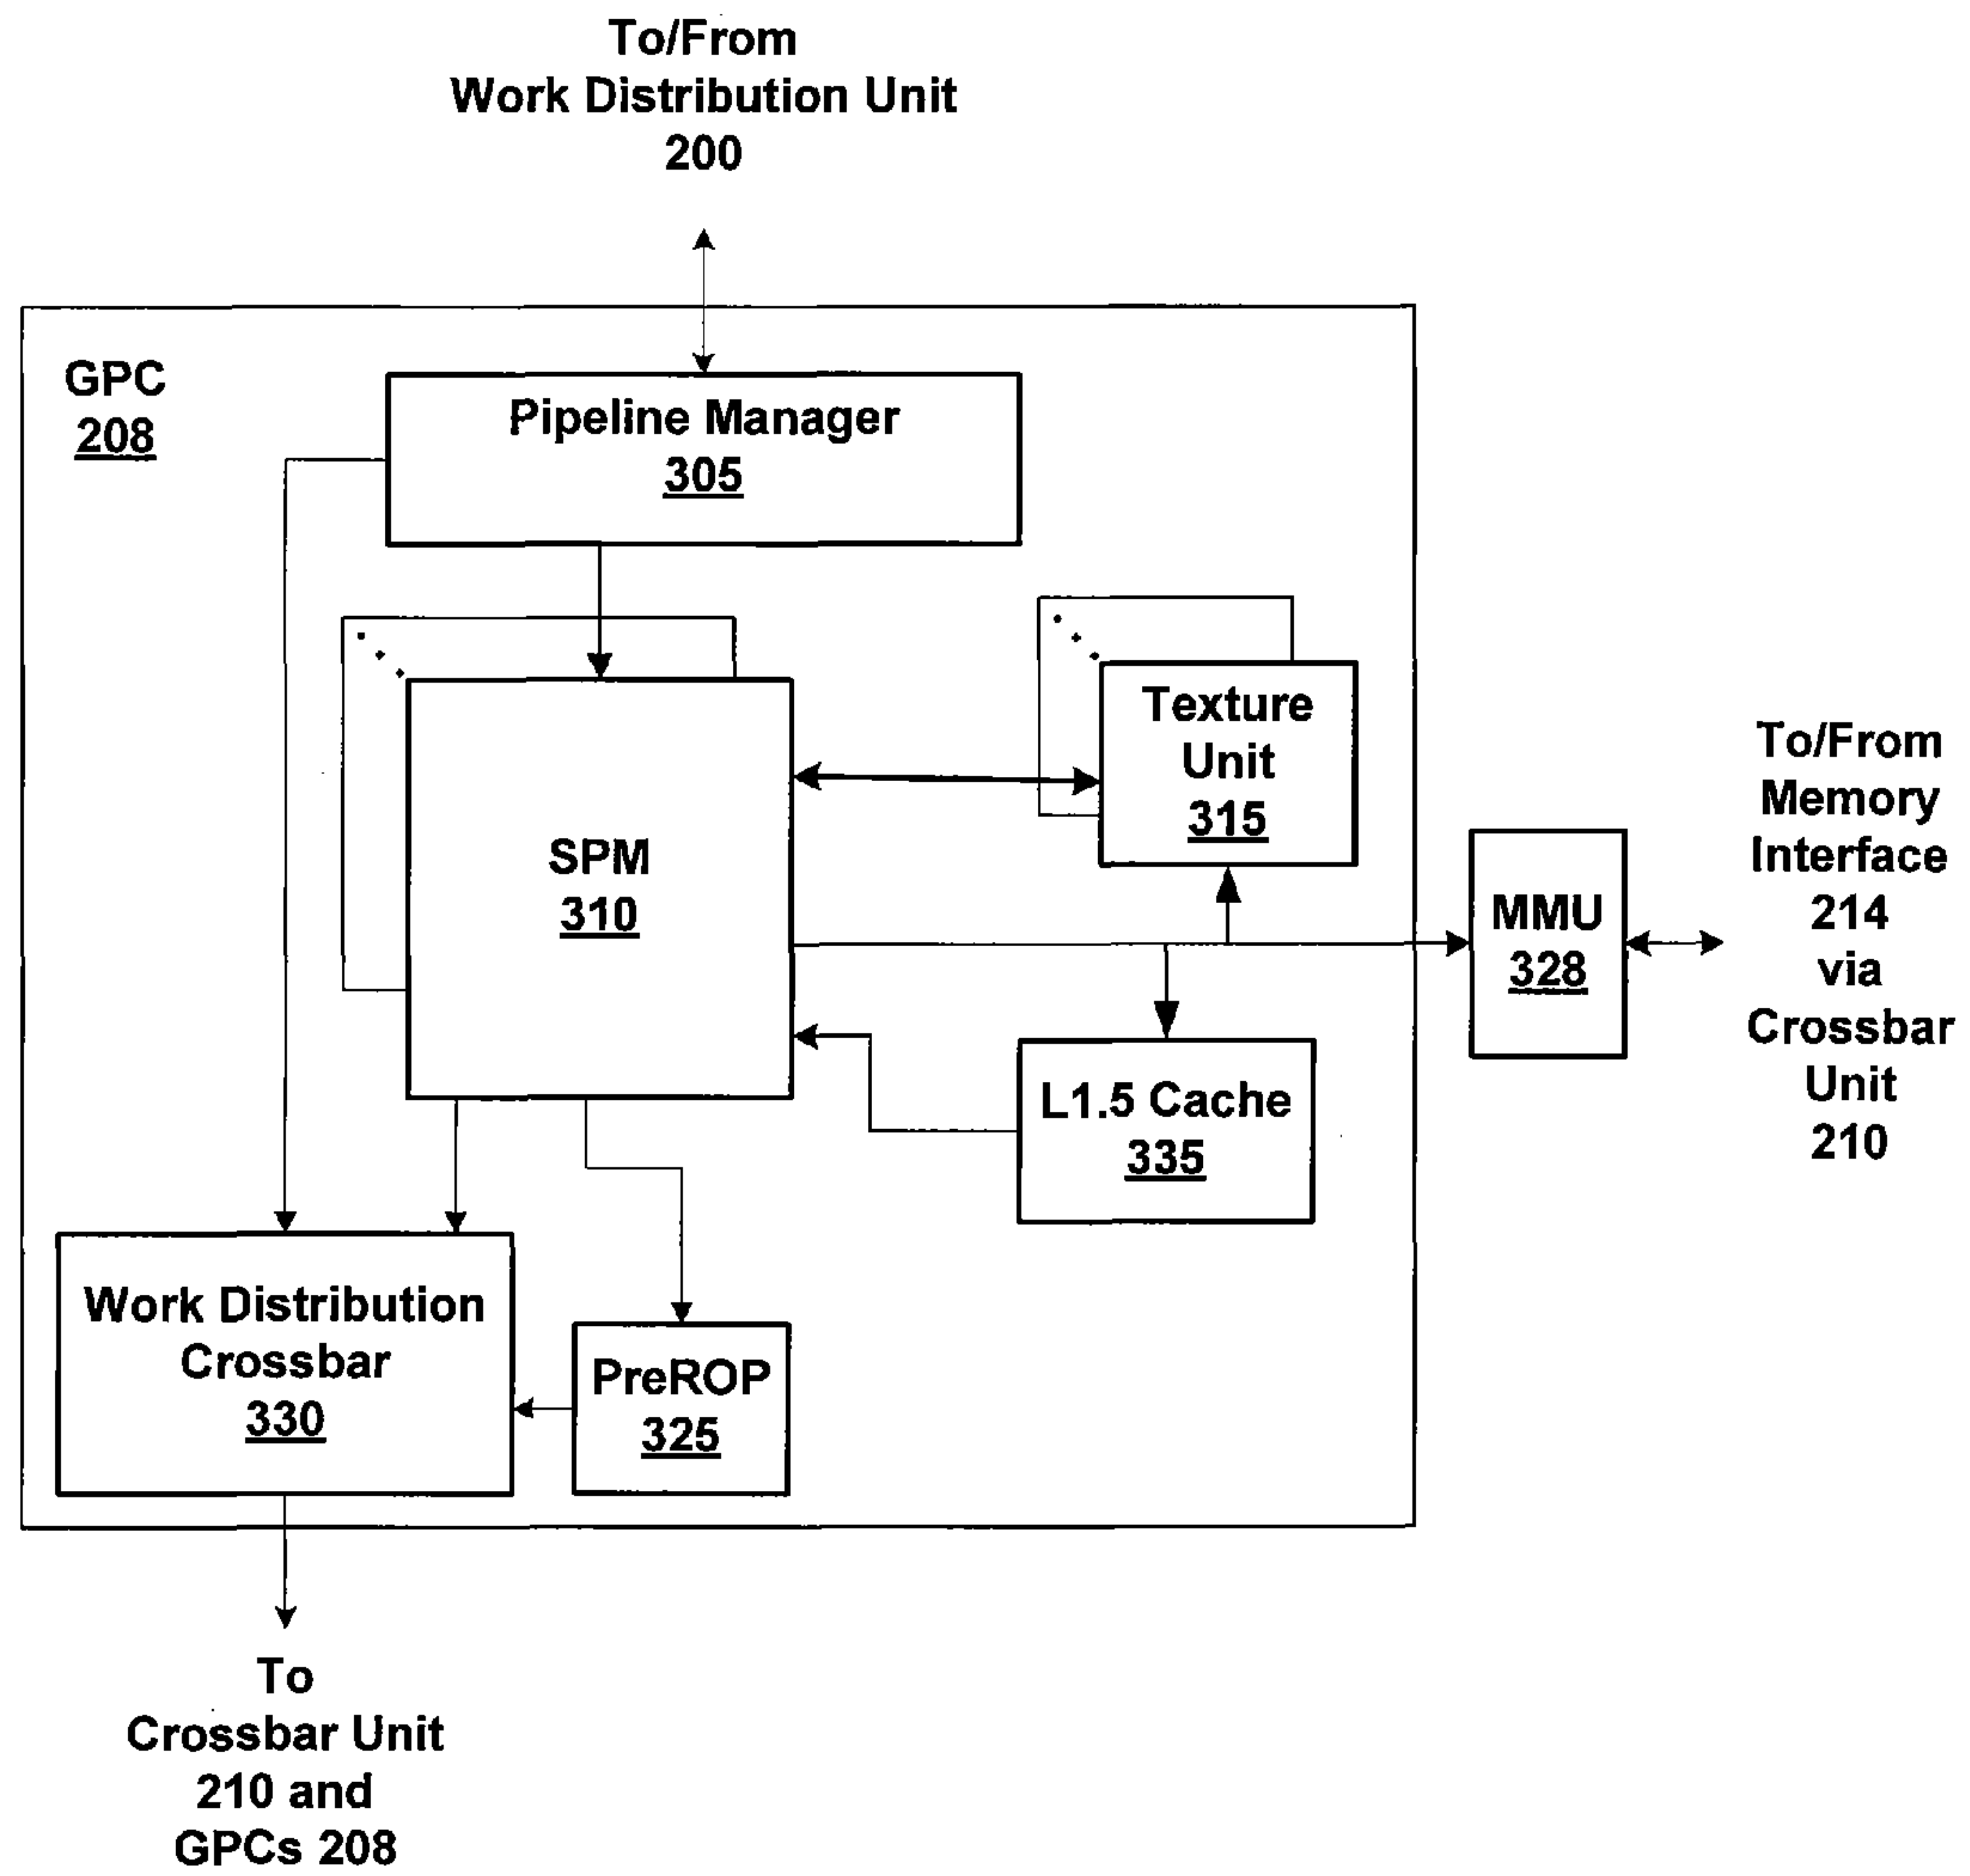 To/From
Work Distribution Unit
200
GPC
208
Pipeline Manager
305
Texture
Unit
315
SPM
310
To/From
Memory
Interface
214
via
Crossbar
Unit
210
MMU
328
L1.5 Cache
335
Work Distribution
Crossbar
330
PreROP
325
To
Crossbar Unit
210 and
GPCs 208